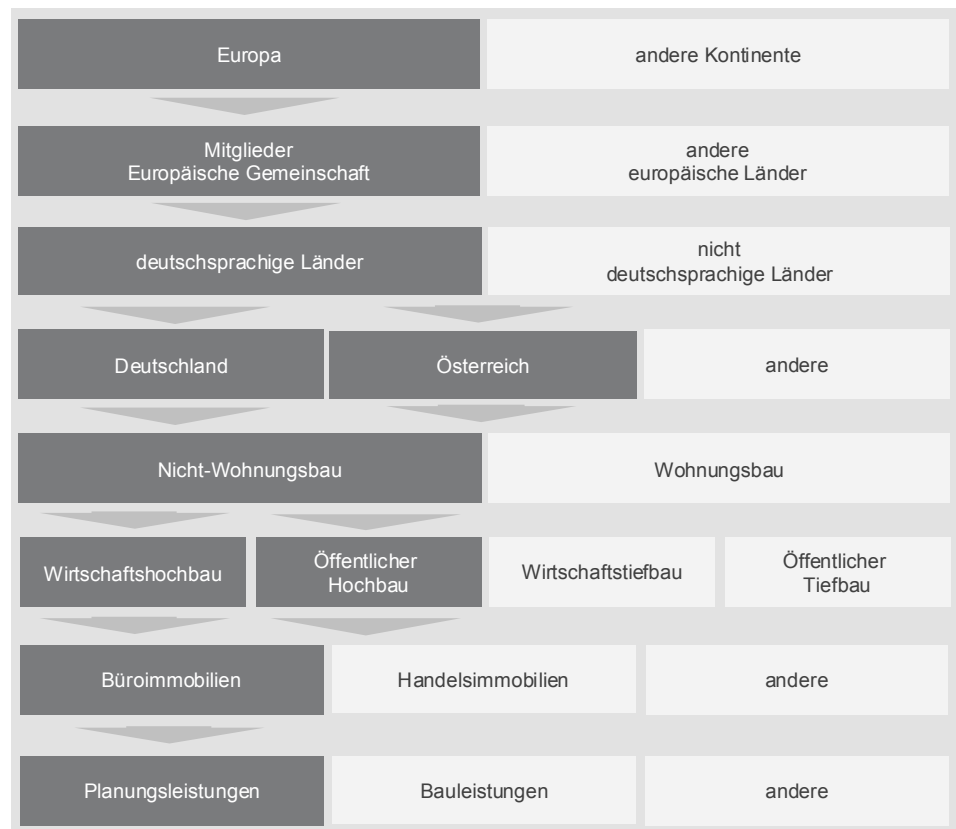 Europa
andere Kontinente
Mitglieder
Europäische Gemeinschaft
andere
europäische Länder
deutschsprachige Länder
nicht
deutschsprachige Länder
Deutschland
Österreich
andere
Nicht-Wohnungsbau
Wohnungsbau
Wirtschaftshochbau
Öffentlicher
Hochbau
Wirtschaftstiefbau
Öffentlicher
Tiefbau
Büroimmobilien
Handelsimmobilien
andere
Planungsleistungen
Bauleistungen
andere